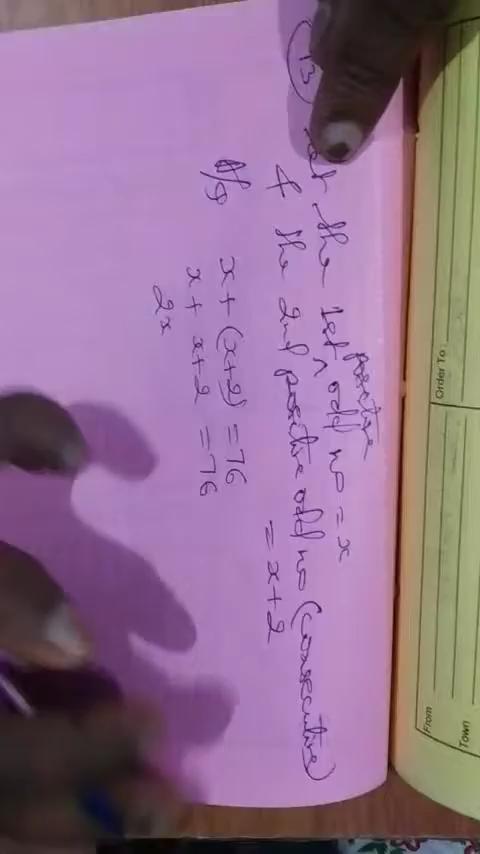 13
Let the 1st positive odd no = x
& the 2nd positive odd no (consecutive)
= x+2
A/q x + (x+2) = 76
x + x+2 = 76
2x
Order To:
From
Town